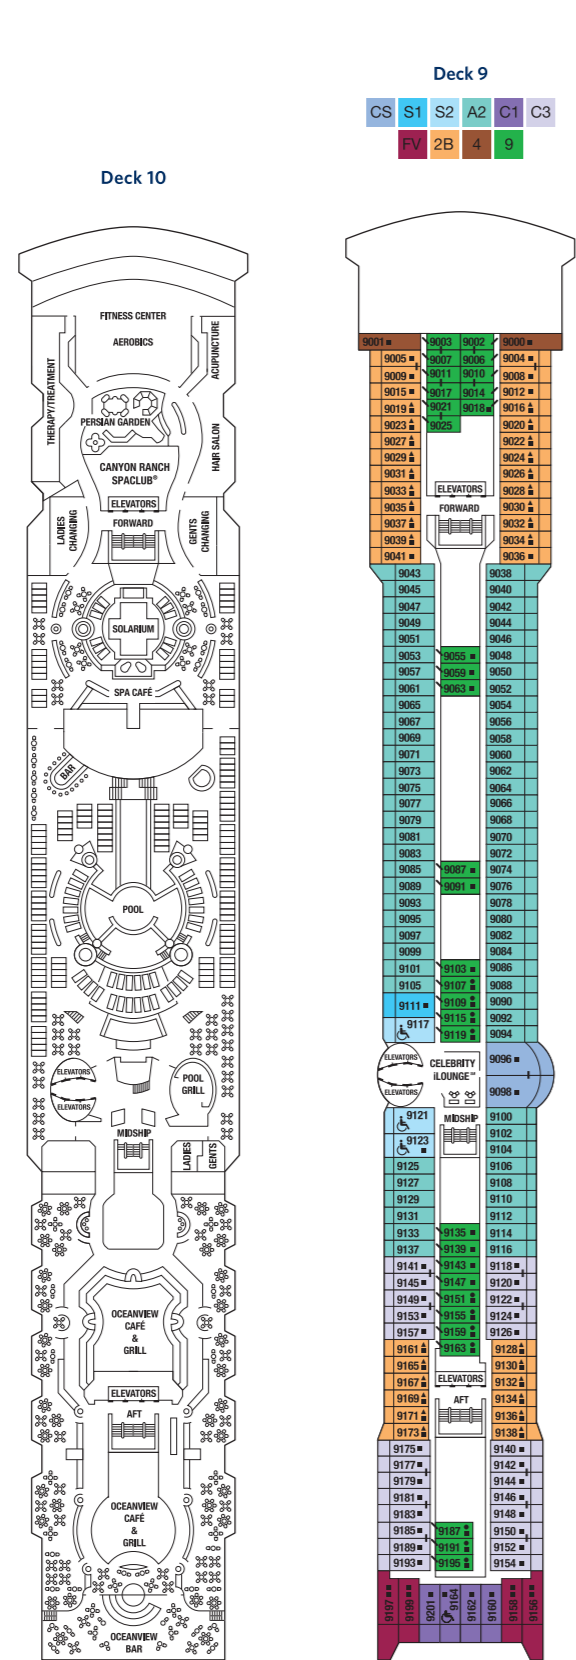 Deck 10
FITNESS CENTER
AEROBICS
THERAPY/TREATMENT
ACUPUNCTURE
PERSIAN GARDEN
HAIR SALON
CANYON RANCH
SPACLUB®
ELEVATORS
FORWARD
LADIES
CHANGING
GENTS
CHANGING
SOLARIUM
SPA CAFÉ
BAR
POOL
ELEVATORS
ELEVATORS
POOL
GRILL
MIDSHIP
LADIES
GENTS
OCEANVIEW
CAFÉ
&
GRILL
ELEVATORS
AFT
OCEANVIEW
CAFÉ
&
GRILL
OCEANVIEW
BAR
Deck 9
CS S1 S2 A2 C1 C3
FV 2B 4 9
9001 9003 9002 9000
9005 9007 9006 9004
9009 9011 9010 9008
9015 9017 9014 9012
9019 9021 9018 9016
9023 9025 9020
9027 9022
9029 9024
9031 9026
9033 ELEVATORS 9028
9035 FORWARD 9030
9037 9032
9039 9034
9041 9036
9043 9038
9045 9040
9047 9042
9049 9044
9051 9046
9053 9055 9048
9057 9059 9050
9061 9063 9052
9065 9054
9067 9056
9069 9058
9071 9060
9073 9062
9075 9064
9077 9066
9079 9068
9081 9070
9083 9072
9085 9087 9074
9089 9091 9076
9093 9078
9095 9080
9097 9082
9099 9084
9101 9103 9086
9105 9107 9088
9111 9109 9090
9115 9092
9117 9119 9094
ELEVATORS CELEBRITY 9096
ELEVATORS iLOUNGE℠ 9098
9121 MIDSHIP 9100
9102
9123 9104
9125 9106
9127 9108
9129 9110
9131 9112
9133 9135 9114
9137 9139 9116
9141 9143 9118
9145 9147 9120
9149 9151 9122
9153 9155 9124
9157 9159 9126
9161 9163 9128
9165 9130
9167 ELEVATORS 9132
9169 AFT 9134
9171 9136
9173 9138
9175 9140
9177 9142
9179 9144
9181 9146
9183 9148
9185 9187 9150
9189 9191 9152
9193 9195 9154
9197 9199 9201 9164 9162 9160 9158 9156